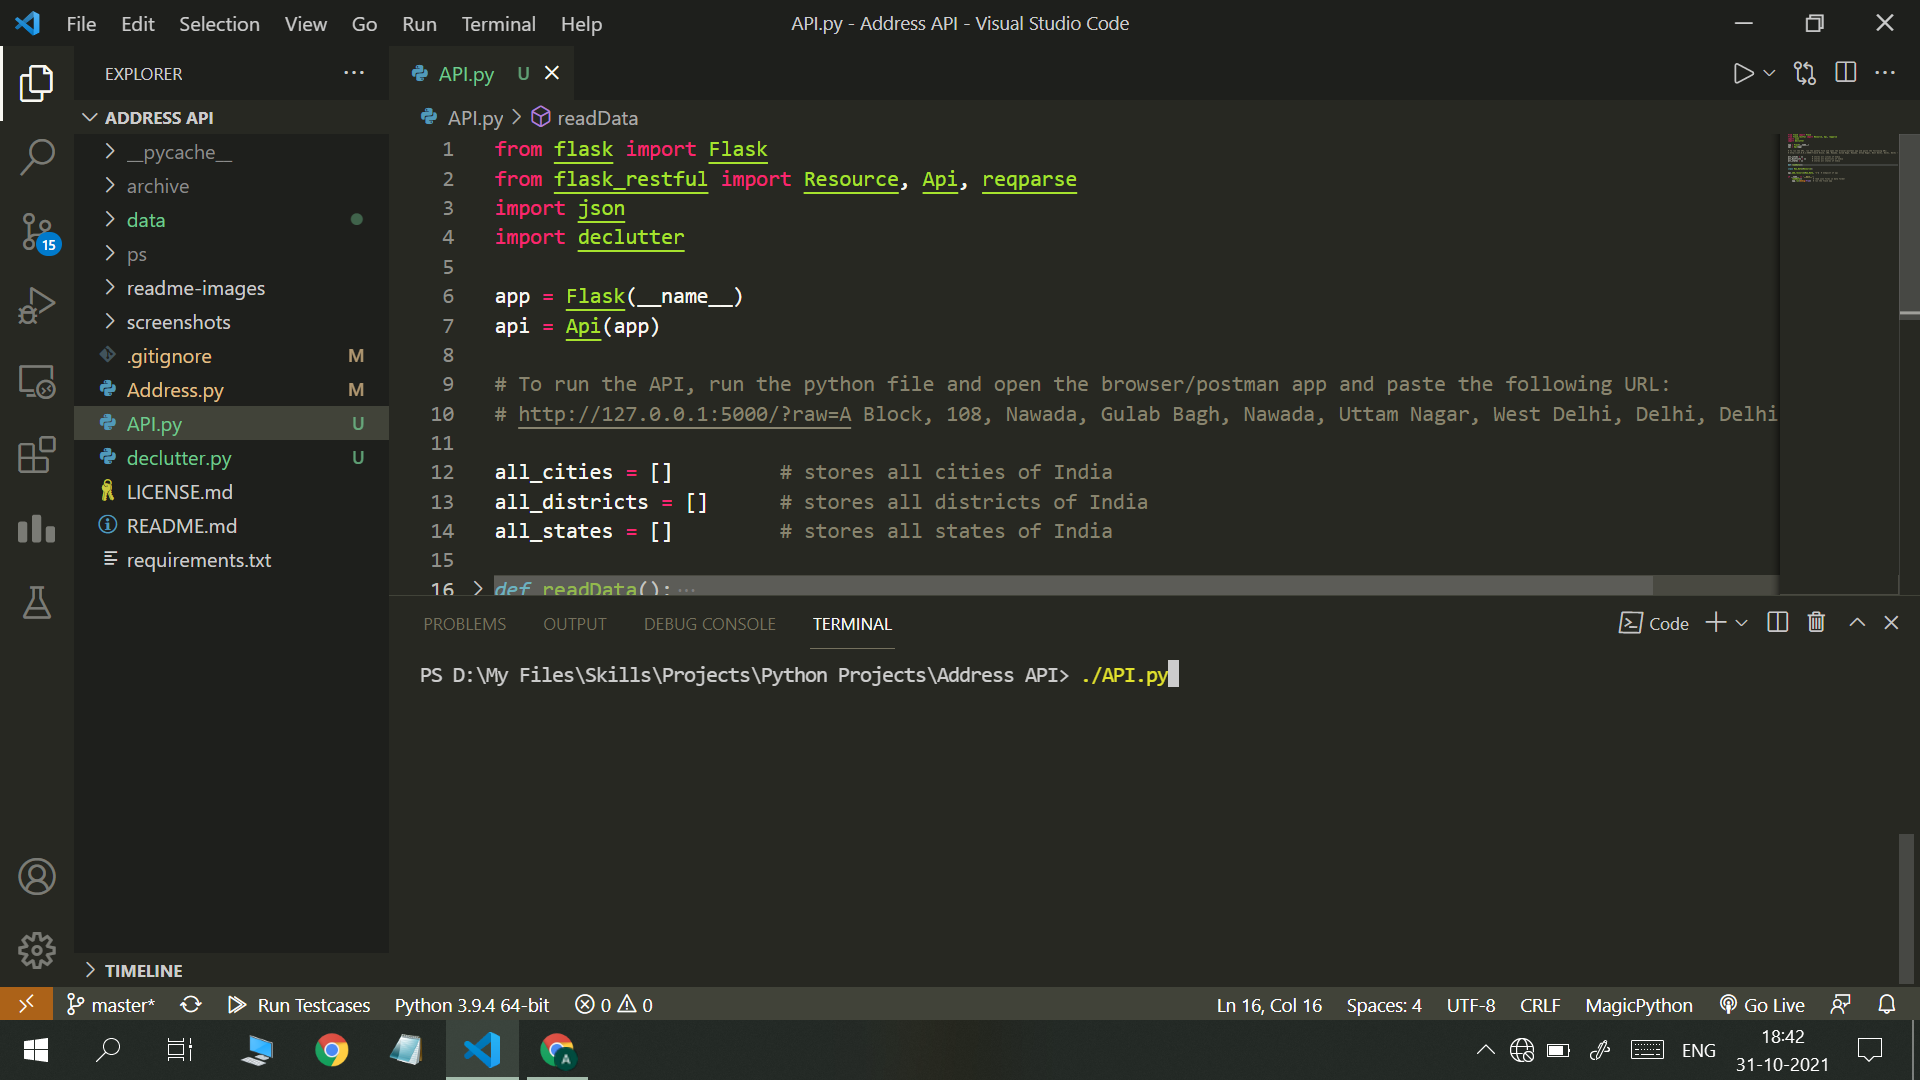 File Edit Selection View Go Run Terminal Help
API.py - Address API - Visual Studio Code
EXPLORER
API.py U
ADDRESS API
__pycache__
archive
data
ps
readme-images
screenshots
.gitignore M
Address.py M
API.py U
declutter.py U
LICENSE.md
README.md
requirements.txt
TIMELINE
15
API.py > readData
1 from flask import Flask
2 from flask_restful import Resource, Api, reqparse
3 import json
4 import declutter
5
6 app = Flask(__name__)
7 api = Api(app)
8
9 # To run the API, run the python file and open the browser/postman app and paste the following URL:
10 # http://127.0.0.1:5000/?raw=A Block, 108, Nawada, Gulab Bagh, Nawada, Uttam Nagar, West Delhi, Delhi, Delhi
11
12 all_cities = [] # stores all cities of India
13 all_districts = [] # stores all districts of India
14 all_states = [] # stores all states of India
15
16 def readData():
PROBLEMS OUTPUT DEBUG CONSOLE TERMINAL
Code
PS D:\My Files\Skills\Projects\Python Projects\Address API> ./API.py
master* Run Testcases Python 3.9.4 64-bit 0 0
Ln 16, Col 16 Spaces: 4 UTF-8 CRLF MagicPython Go Live
A
ENG
18:42
31-10-2021